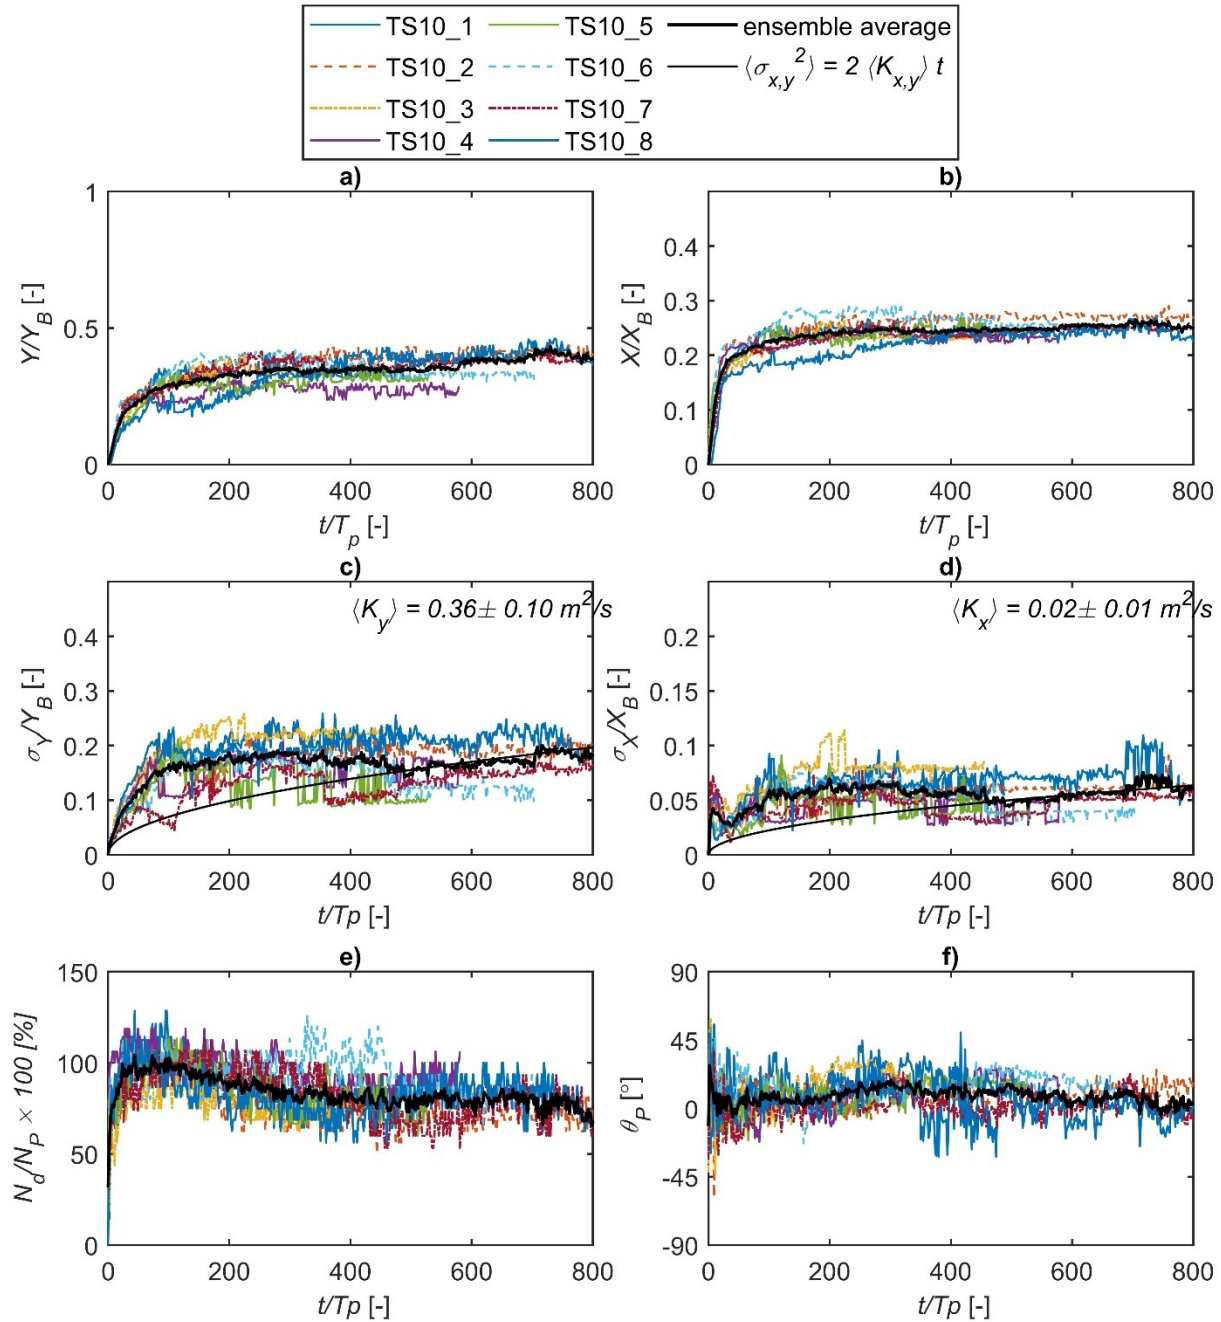 TS10_1 TS10_5 ensemble average
TS10_2 TS10_6 ⟨σx,y²⟩ = 2 ⟨Kx,y⟩ t
TS10_3 TS10_7
TS10_4 TS10_8
a)
1
0.5
0
Y/YB [-]
0 200 400 600 800
t/Tp [-]
b)
0.4
0.3
0.2
0.1
0
X/XB [-]
0 200 400 600 800
t/Tp [-]
c)
⟨Ky⟩ = 0.36± 0.10 m²/s
0.4
0.3
0.2
0.1
0
σY/YB [-]
0 200 400 600 800
t/Tp [-]
d)
⟨Kx⟩ = 0.02± 0.01 m²/s
0.2
0.15
0.1
0.05
0
σX/XB [-]
0 200 400 600 800
t/Tp [-]
e)
150
100
50
0
Nd/NP × 100 [%]
0 200 400 600 800
t/Tp [-]
f)
90
45
0
-45
-90
θP [°]
0 200 400 600 800
t/Tp [-]